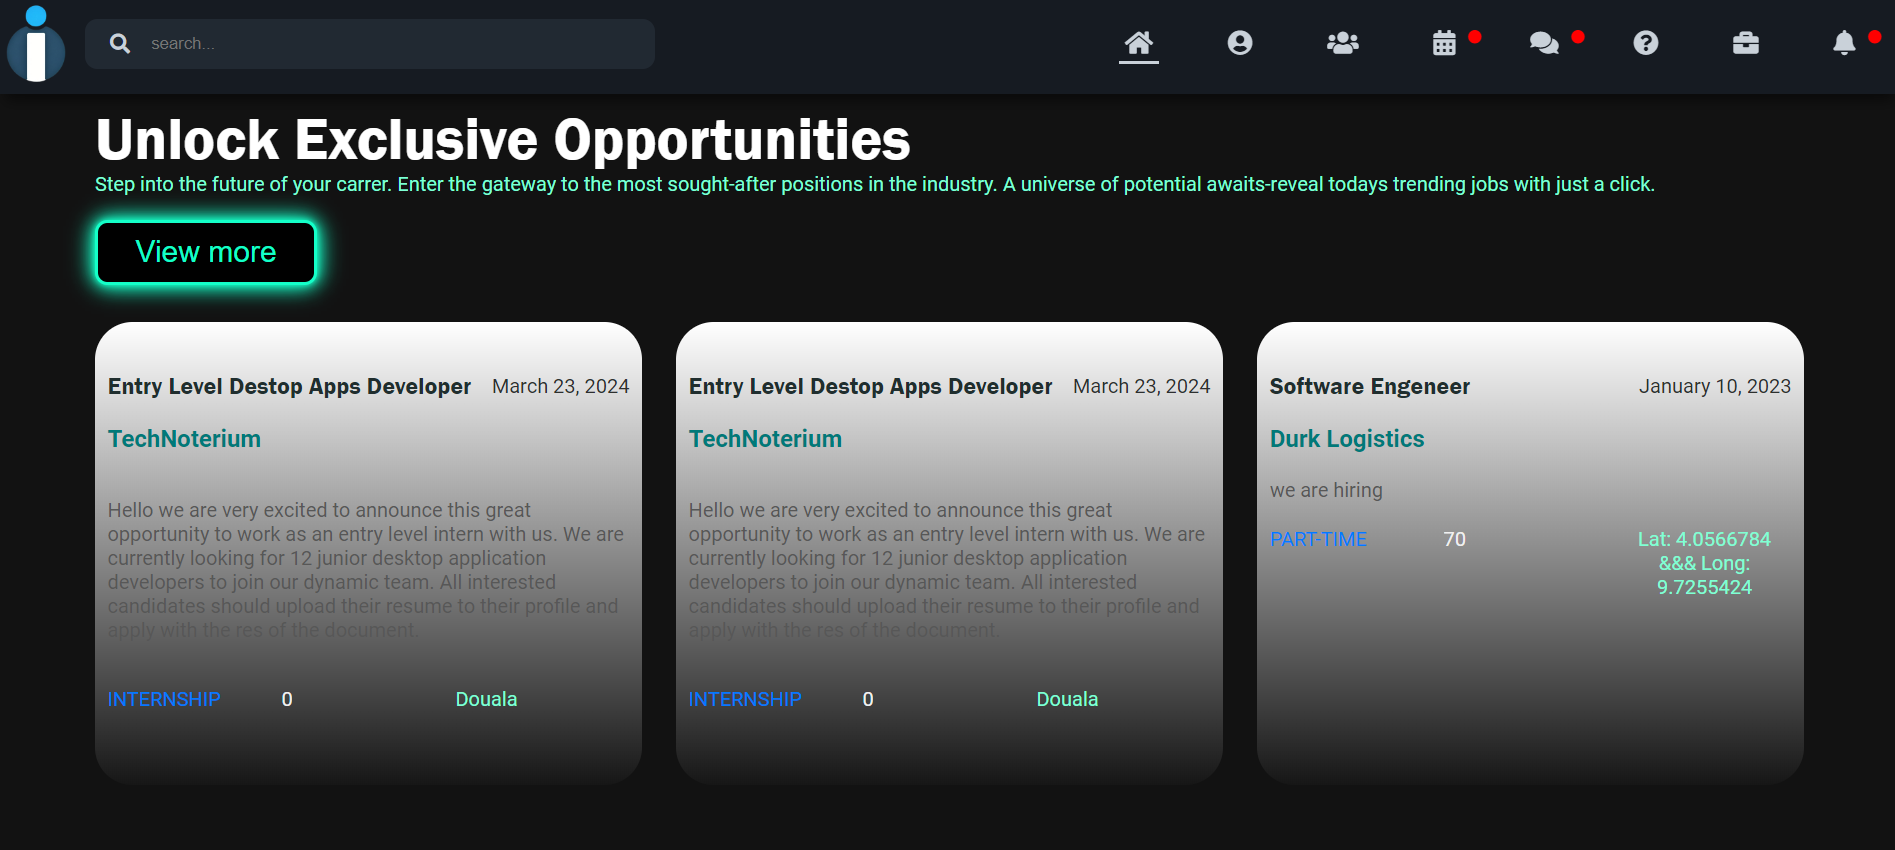 search...
Unlock Exclusive Opportunities
Step into the future of your carrer. Enter the gateway to the most sought-after positions in the industry. A universe of potential awaits-reveal todays trending jobs with just a click.
View more
Entry Level Destop Apps Developer March 23, 2024
TechNoterium
Hello we are very excited to announce this great
opportunity to work as an entry level intern with us. We are
currently looking for 12 junior desktop application
developers to join our dynamic team. All interested
candidates should upload their resume to their profile and
apply with the res of the document.
INTERNSHIP 0 Douala
Entry Level Destop Apps Developer March 23, 2024
TechNoterium
Hello we are very excited to announce this great
opportunity to work as an entry level intern with us. We are
currently looking for 12 junior desktop application
developers to join our dynamic team. All interested
candidates should upload their resume to their profile and
apply with the res of the document.
INTERNSHIP 0 Douala
Software Engeneer January 10, 2023
Durk Logistics
we are hiring
PART-TIME 70 Lat: 4.0566784
&&& Long:
9.7255424